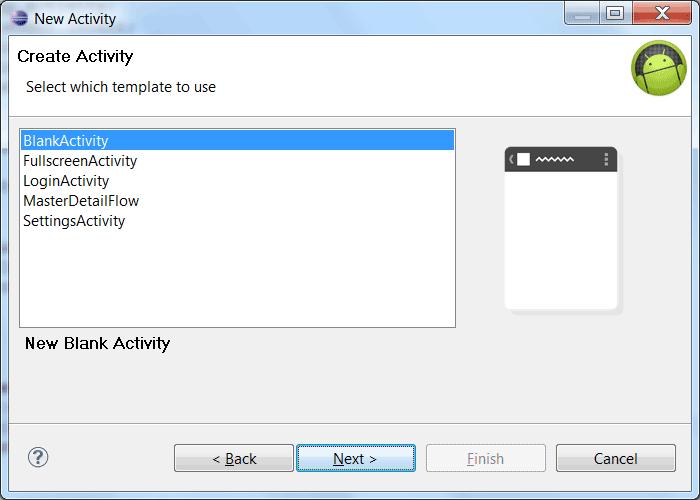 New Activity
Create Activity
Select which template to use
BlankActivity
FullscreenActivity
LoginActivity
MasterDetailFlow
SettingsActivity
New Blank Activity
< Back
Next >
Finish
Cancel